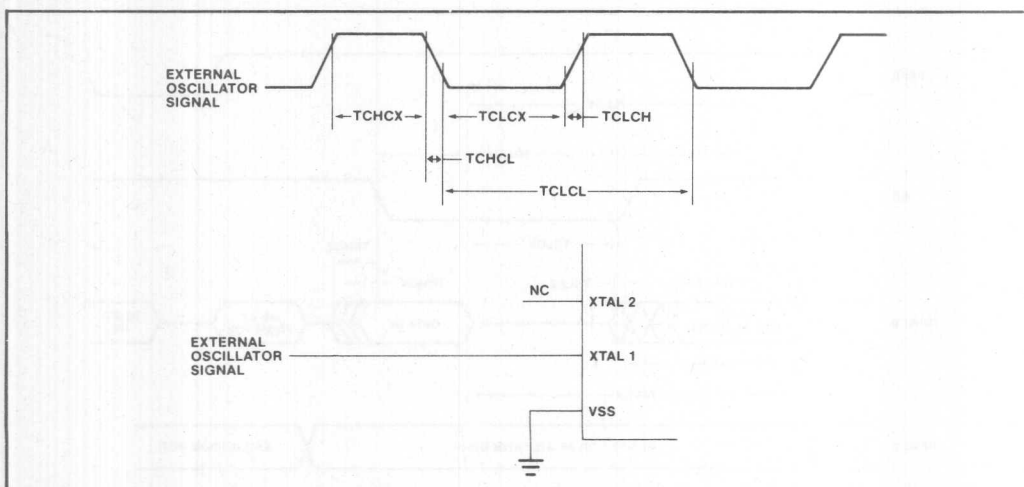 EXTERNAL
OSCILLATOR
SIGNAL
TCHCX
TCLCX
TCLCH
TCHCL
TCLCL
NC
XTAL 2
EXTERNAL
OSCILLATOR
SIGNAL
XTAL 1
VSS